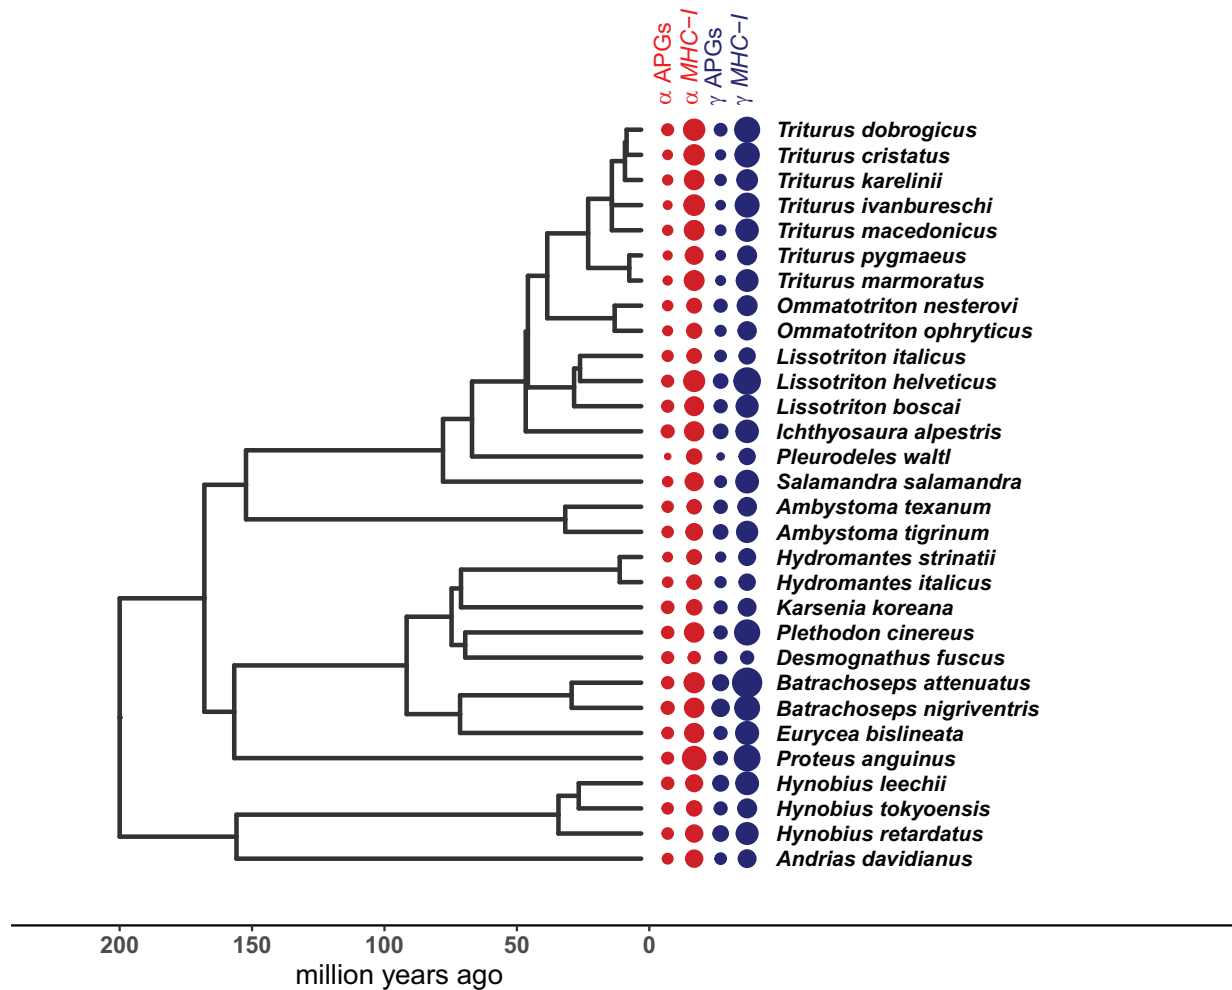 α APGs
α MHC−I
γ APGs
γ MHC−I
Triturus dobrogicus
Triturus cristatus
Triturus karelinii
Triturus ivanbureschi
Triturus macedonicus
Triturus pygmaeus
Triturus marmoratus
Ommatotriton nesterovi
Ommatotriton ophryticus
Lissotriton italicus
Lissotriton helveticus
Lissotriton boscai
Ichthyosaura alpestris
Pleurodeles waltl
Salamandra salamandra
Ambystoma texanum
Ambystoma tigrinum
Hydromantes strinatii
Hydromantes italicus
Karsenia koreana
Plethodon cinereus
Desmognathus fuscus
Batrachoseps attenuatus
Batrachoseps nigriventris
Eurycea bislineata
Proteus anguinus
Hynobius leechii
Hynobius tokyoensis
Hynobius retardatus
Andrias davidianus
200 150 100 50 0
million years ago